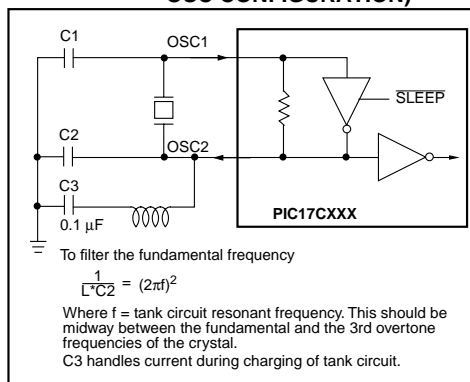 OSC CONFIGURATION)
C1
OSC1
SLEEP
C2
OSC2
C3
0.1 µF
PIC17CXXX
To filter the fundamental frequency
1
L*C2 = (2πf)2
Where f = tank circuit resonant frequency. This should be
midway between the fundamental and the 3rd overtone
frequencies of the crystal.
C3 handles current during charging of tank circuit.